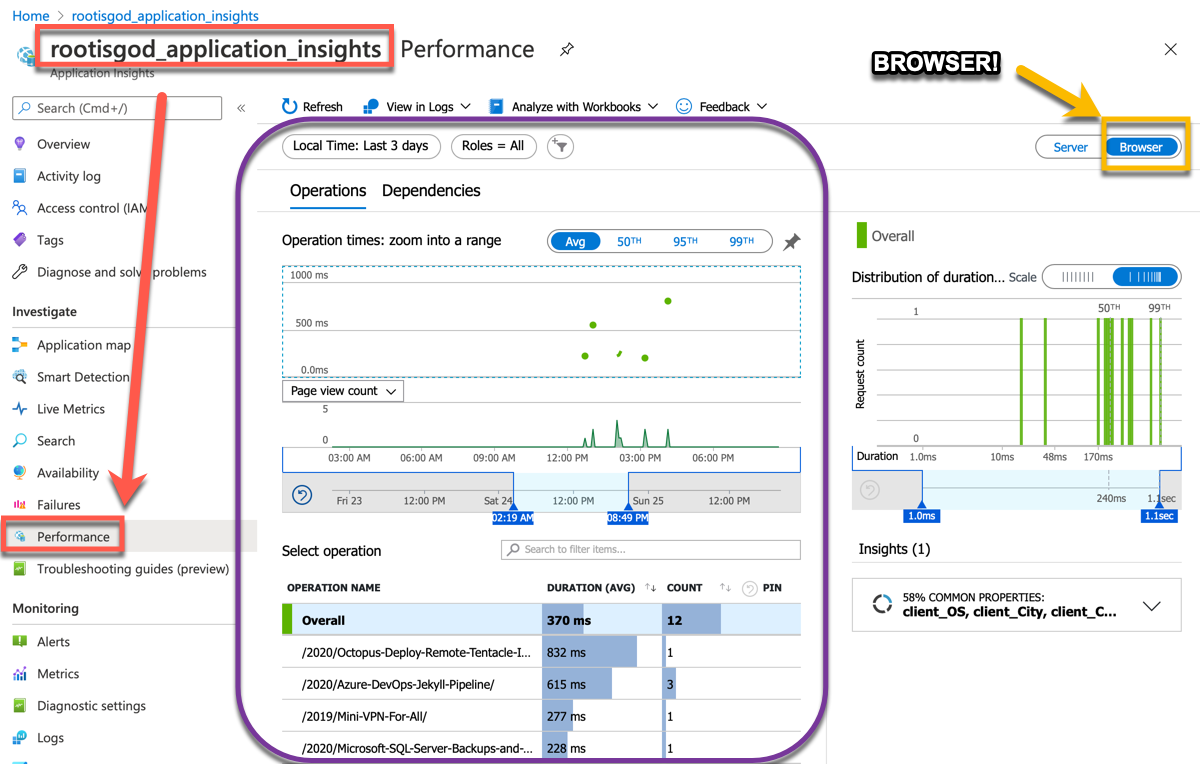 Home > rootisgod_application_insights
rootisgod_application_insights Performance
Application Insights
BROWSER!
Search (Cmd+/)
«
Refresh View in Logs Analyze with Workbooks Feedback
Local Time: Last 3 days Roles = All
Server Browser
Overview
Activity log
Access control (IAM
Tags
Diagnose and solv problems
Investigate
Application map
Smart Detection
Live Metrics
Search
Availability
Failures
Performance
Troubleshooting guides (preview)
Monitoring
Alerts
Metrics
Diagnostic settings
Logs
Operations Dependencies
Operation times: zoom into a range
Avg 50TH 95TH 99TH
1000 ms
500 ms
0.0ms
Page view count
5
0
03:00 AM 06:00 AM 09:00 AM 12:00 PM 03:00 PM 06:00 PM
Fri 23 12:00 PM Sat 24 12:00 PM Sun 25 12:00 PM
02:19 AM 08:49 PM
Select operation
Search to filter items...
OPERATION NAME DURATION (AVG) COUNT PIN
Overall 370 ms 12
/2020/Octopus-Deploy-Remote-Tentacle-I... 832 ms 1
/2020/Azure-DevOps-Jekyll-Pipeline/ 615 ms 3
/2019/Mini-VPN-For-All/ 277 ms 1
/2020/Microsoft-SQL-Server-Backups-and-... 228 ms 1
Overall
Distribution of duration... Scale
50TH 99TH
1
Request count
0
Duration 1.0ms 10ms 48ms 170ms
240ms 1.1sec
1.0ms 1.1sec
Insights (1)
58% COMMON PROPERTIES:
client_OS, client_City, client_C...